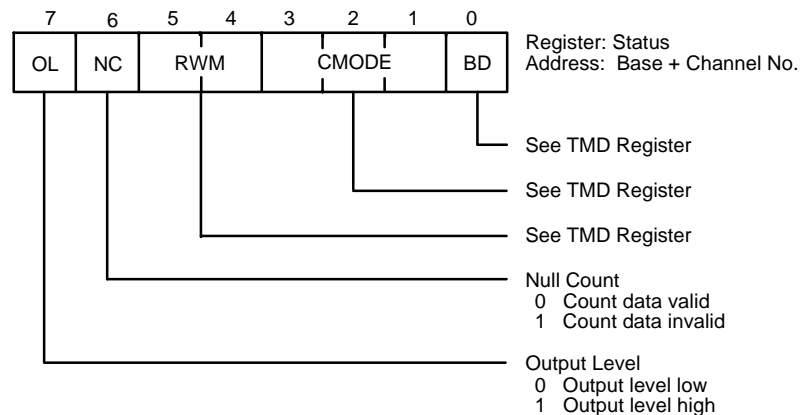 7 6 5 4 3 2 1 0
OL NC RWM CMODE BD
Register: Status
Address: Base + Channel No.
See TMD Register
See TMD Register
See TMD Register
Null Count
0 Count data valid
1 Count data invalid
Output Level
0 Output level low
1 Output level high